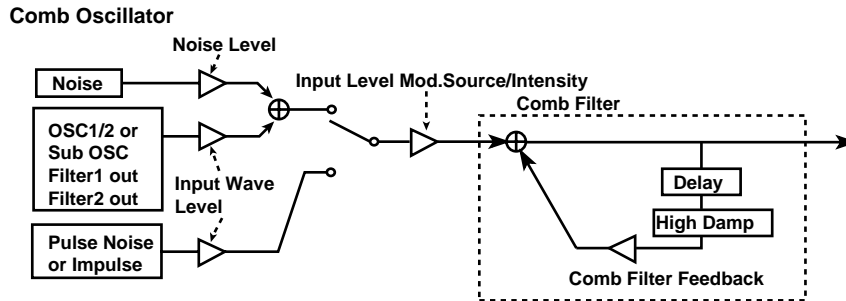 Comb Oscillator
Noise Level
Noise
Input Level Mod.Source/Intensity
Comb Filter
OSC1/2 or
Sub OSC
Filter1 out
Filter2 out
Input Wave
Level
Delay
High Damp
Pulse Noise
or Impulse
Comb Filter Feedback